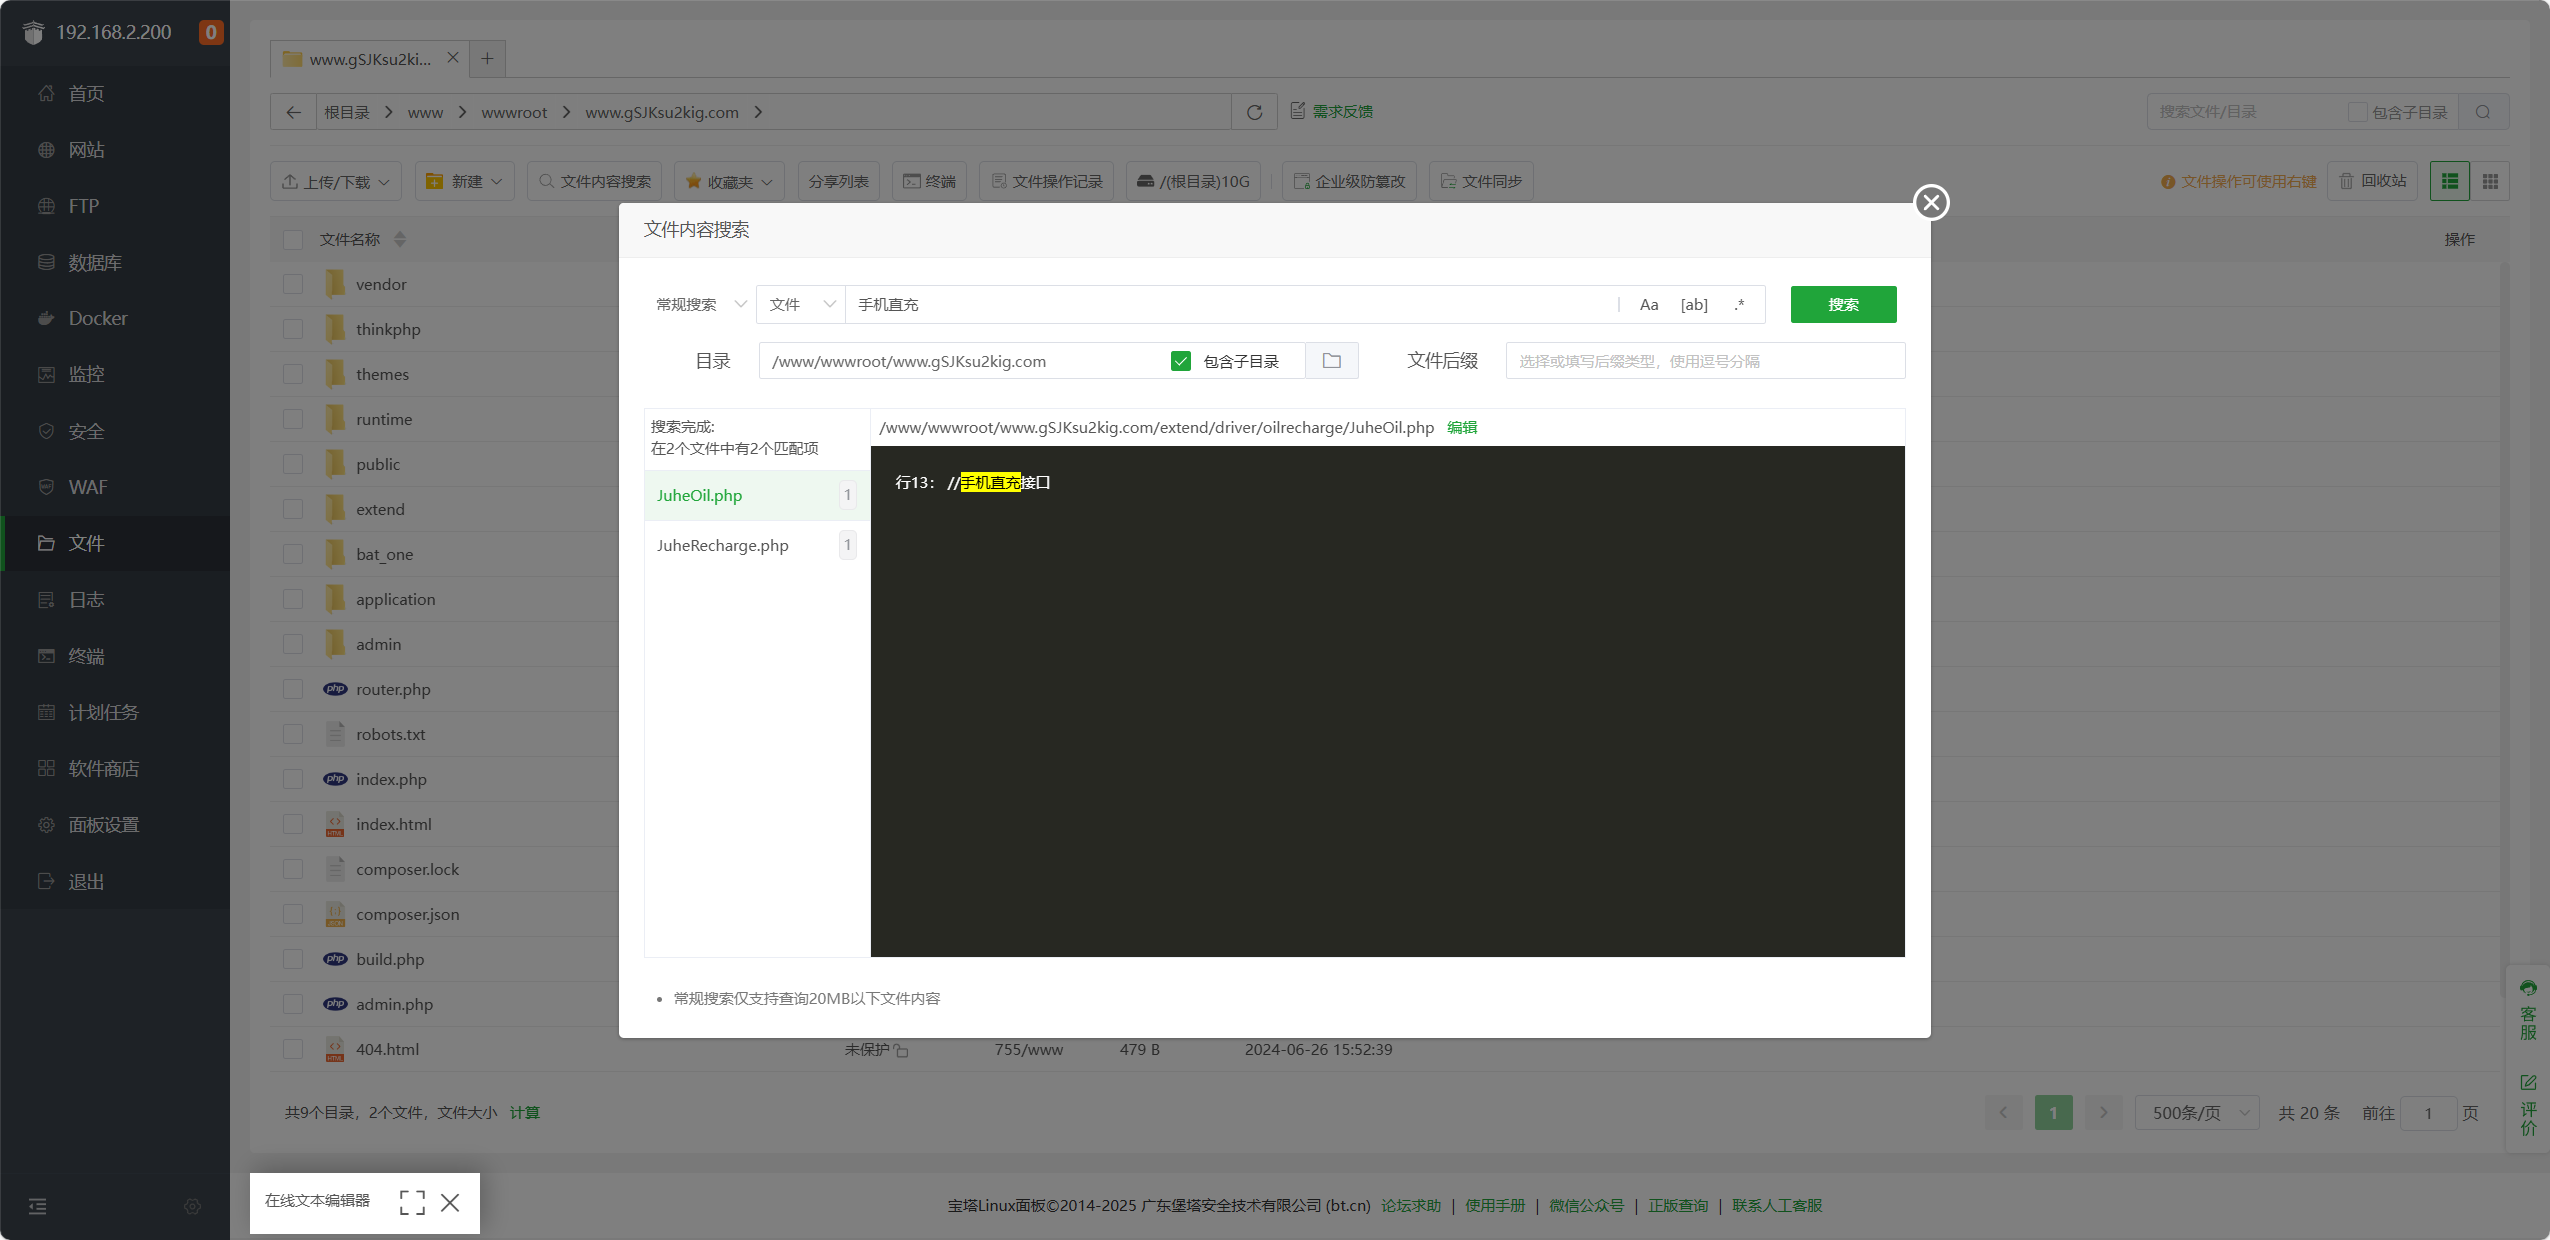 192.168.2.200 0
首页
网站
FTP
数据库
Docker
监控
安全
WAF
文件
日志
终端
计划任务
软件商店
面板设置
退出
www.gSJKsu2ki...
根目录 www wwwroot www.gSJKsu2kig.com 需求反馈 搜索文件/目录 包含子目录
上传/下载 新建 文件内容搜索 收藏夹 分享列表 终端 文件操作记录 /(根目录)10G 企业级防篡改 文件同步 文件操作可使用右键 回收站
文件名称 操作
vendor
thinkphp
themes
runtime
public
extend
bat_one
application
admin
router.php
robots.txt
index.php
index.html
composer.lock
composer.json
build.php
admin.php
404.html 未保护 755/www 479 B 2024-06-26 15:52:39
共9个目录，2个文件，文件大小 计算
1 500条/页 共 20 条 前往 1 页
文件内容搜索
常规搜索 文件 手机直充 Aa [ab] .* 搜索
目录 /www/wwwroot/www.gSJKsu2kig.com 包含子目录 文件后缀 选择或填写后缀类型，使用逗号分隔
搜索完成:
在2个文件中有2个匹配项
JuheOil.php 1
JuheRecharge.php 1
/www/wwwroot/www.gSJKsu2kig.com/extend/driver/oilrecharge/JuheOil.php 编辑
行13： //手机直充接口
常规搜索仅支持查询20MB以下文件内容
客服
评价
在线文本编辑器
宝塔Linux面板©2014-2025 广东堡塔安全技术有限公司 (bt.cn) 论坛求助 | 使用手册 | 微信公众号 | 正版查询 | 联系人工客服